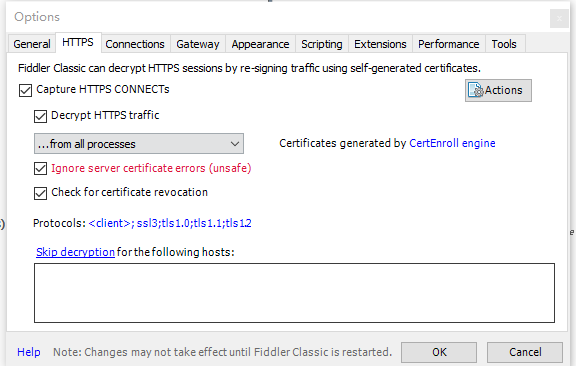 Options
General HTTPS Connections Gateway Appearance Scripting Extensions Performance Tools
Fiddler Classic can decrypt HTTPS sessions by re-signing traffic using self-generated certificates.
Capture HTTPS CONNECTs
Actions
Decrypt HTTPS traffic
...from all processes
Certificates generated by CertEnroll engine
Ignore server certificate errors (unsafe)
Check for certificate revocation
Protocols: <client>; ssl3;tls1.0;tls1.1;tls1.2
Skip decryption for the following hosts:
Help Note: Changes may not take effect until Fiddler Classic is restarted. OK Cancel